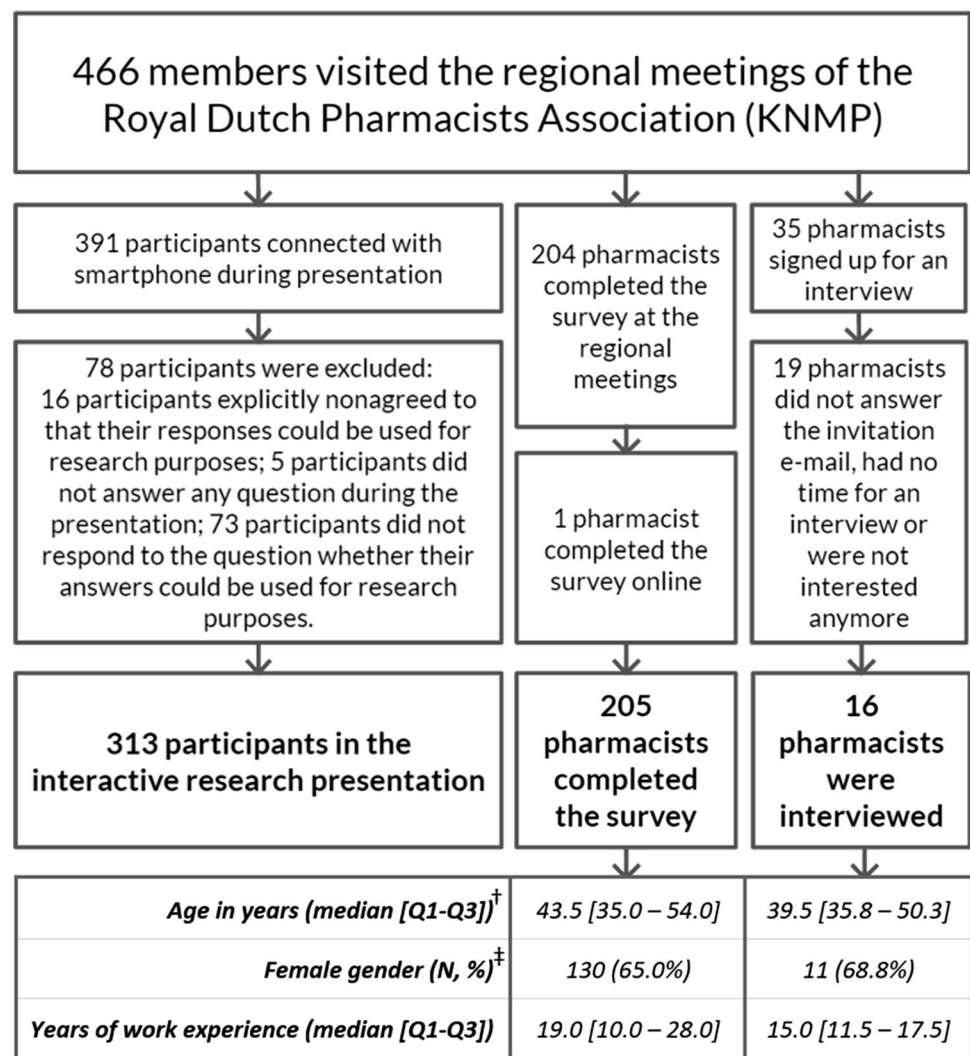 466 members visited the regional meetings of the
Royal Dutch Pharmacists Association (KNMP)
391 participants connected with
smartphone during presentation
78 participants were excluded:
16 participants explicitly nonagreed to
that their responses could be used for
research purposes; 5 participants did
not answer any question during the
presentation; 73 participants did not
respond to the question whether their
answers could be used for research
purposes.
313 participants in the
interactive research presentation
204 pharmacists
completed the
survey at the
regional
meetings
1 pharmacist
completed the
survey online
205
pharmacists
completed
the survey
35 pharmacists
signed up for an
interview
19 pharmacists
did not answer
the invitation
e-mail, had no
time for an
interview or
were not
interested
anymore
16
pharmacists
were
interviewed
Age in years (median [Q1-Q3])† 43.5 [35.0 – 54.0] 39.5 [35.8 – 50.3]
Female gender (N, %)‡ 130 (65.0%) 11 (68.8%)
Years of work experience (median [Q1-Q3]) 19.0 [10.0 – 28.0] 15.0 [11.5 – 17.5]